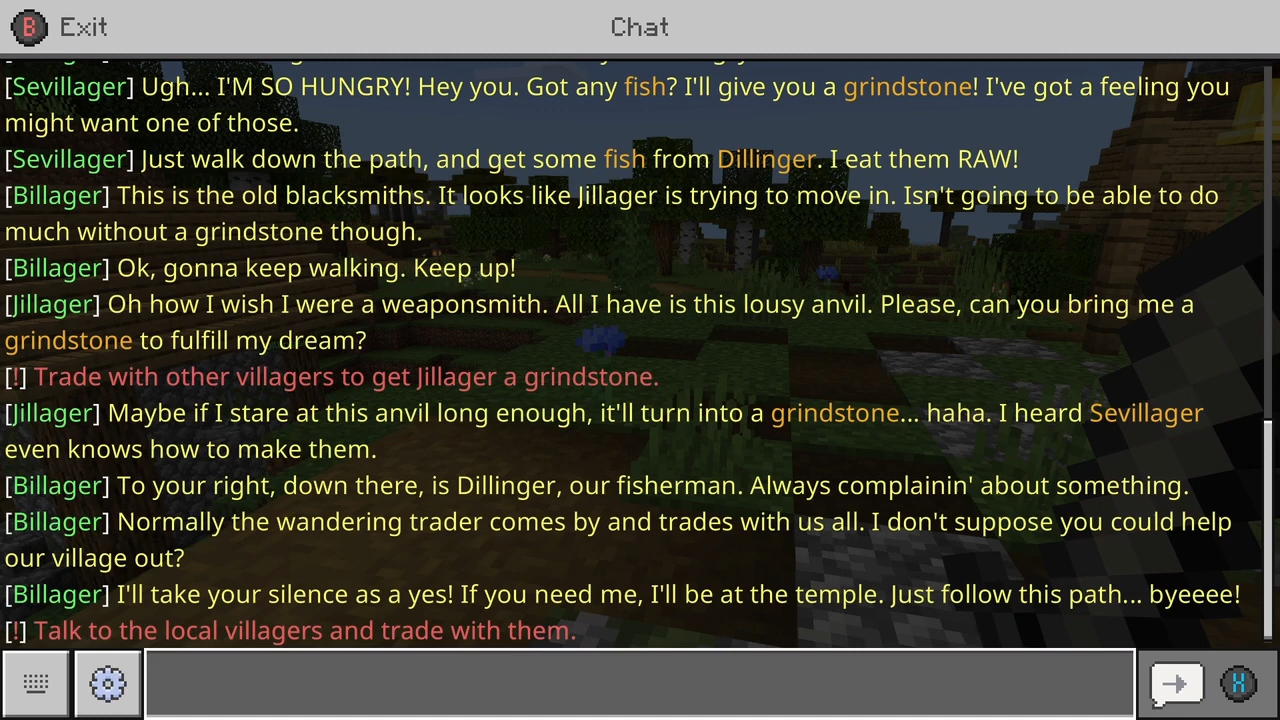 B Exit
Chat
[Sevillager] Ugh... I'M SO HUNGRY! Hey you. Got any fish? I'll give you a grindstone! I've got a feeling you
might want one of those.
[Sevillager] Just walk down the path, and get some fish from Dillinger. I eat them RAW!
[Billager] This is the old blacksmiths. It looks like Jillager is trying to move in. Isn't going to be able to do
much without a grindstone though.
[Billager] Ok, gonna keep walking. Keep up!
[Jillager] Oh how I wish I were a weaponsmith. All I have is this lousy anvil. Please, can you bring me a
grindstone to fulfill my dream?
[!] Trade with other villagers to get Jillager a grindstone.
[Jillager] Maybe if I stare at this anvil long enough, it'll turn into a grindstone... haha. I heard Sevillager
even knows how to make them.
[Billager] To your right, down there, is Dillinger, our fisherman. Always complainin' about something.
[Billager] Normally the wandering trader comes by and trades with us all. I don't suppose you could help
our village out?
[Billager] I'll take your silence as a yes! If you need me, I'll be at the temple. Just follow this path... byeeee!
[!] Talk to the local villagers and trade with them.
X